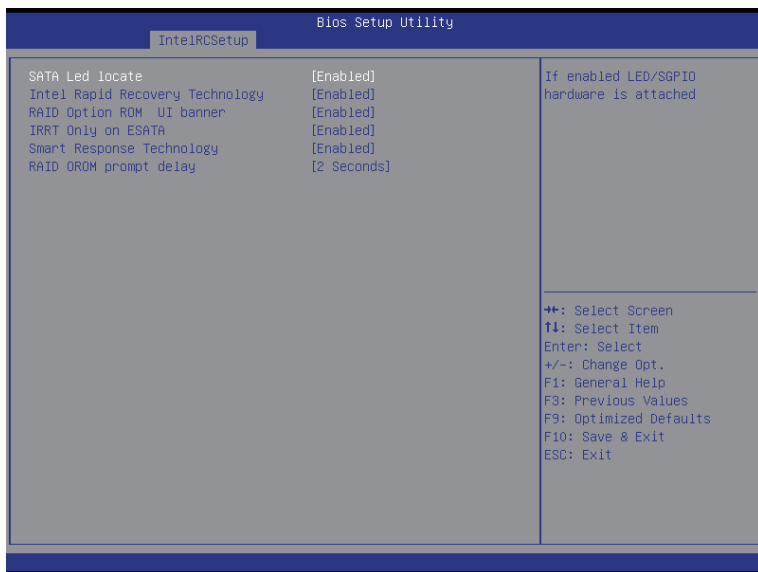 Bios Setup Utility
IntelRCSetup
SATA Led locate [Enabled]
Intel Rapid Recovery Technology [Enabled]
RAID Option ROM UI banner [Enabled]
IRRT Only on ESATA [Enabled]
Smart Response Technology [Enabled]
RAID OROM prompt delay [2 Seconds]
If enabled LED/SGPIO
hardware is attached
→←: Select Screen
↑↓: Select Item
Enter: Select
+/-: Change Opt.
F1: General Help
F3: Previous Values
F9: Optimized Defaults
F10: Save & Exit
ESC: Exit